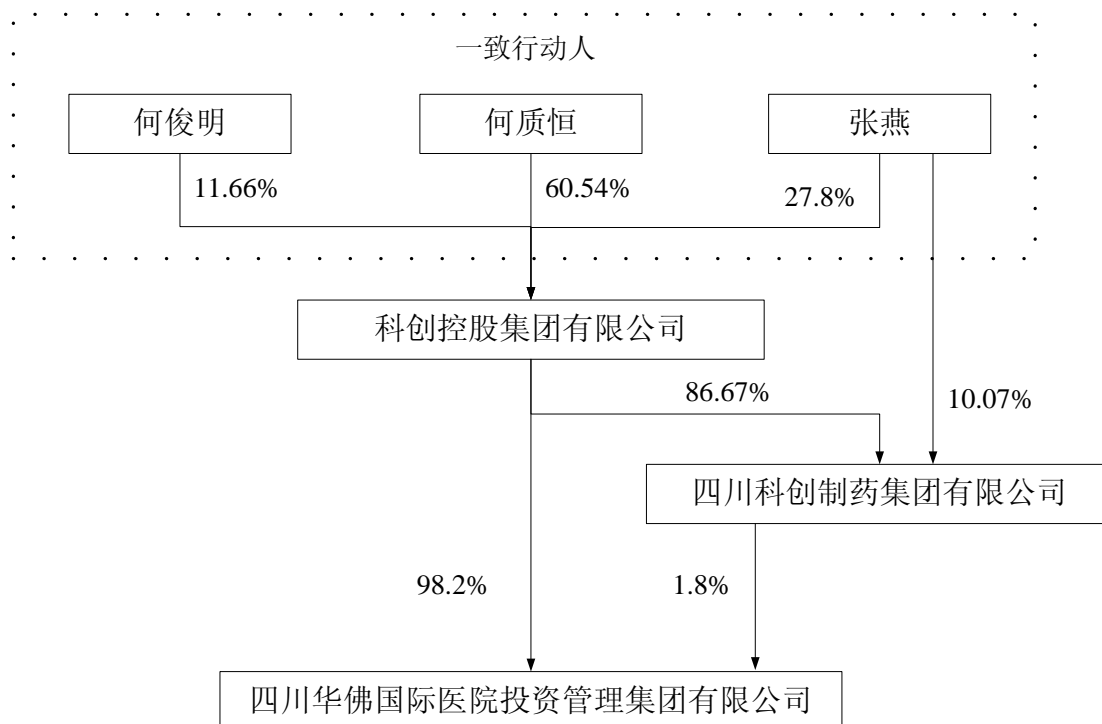 一致行动人
何俊明
何质恒
张燕
11.66%
60.54%
27.8%
科创控股集团有限公司
86.67%
10.07%
四川科创制药集团有限公司
98.2%
1.8%
四川华佛国际医院投资管理集团有限公司